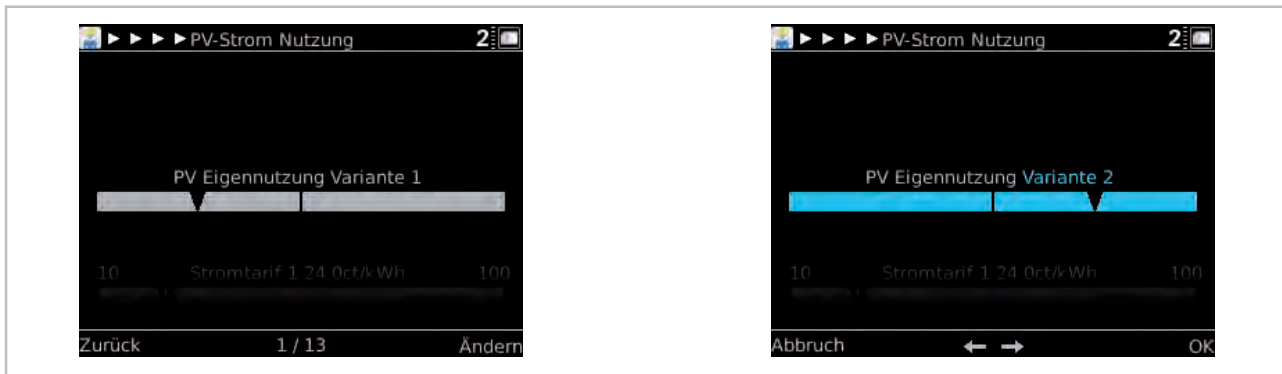 PV-Strom Nutzung 2
PV Eigennutzung Variante 1
10 Stromtarif 1 24.0ct/kWh 100
Zurück 1 / 13 Ändern
PV-Strom Nutzung 2
PV Eigennutzung Variante 2
10 Stromtarif 1 24.0ct/kWh 100
Abbruch ← → OK